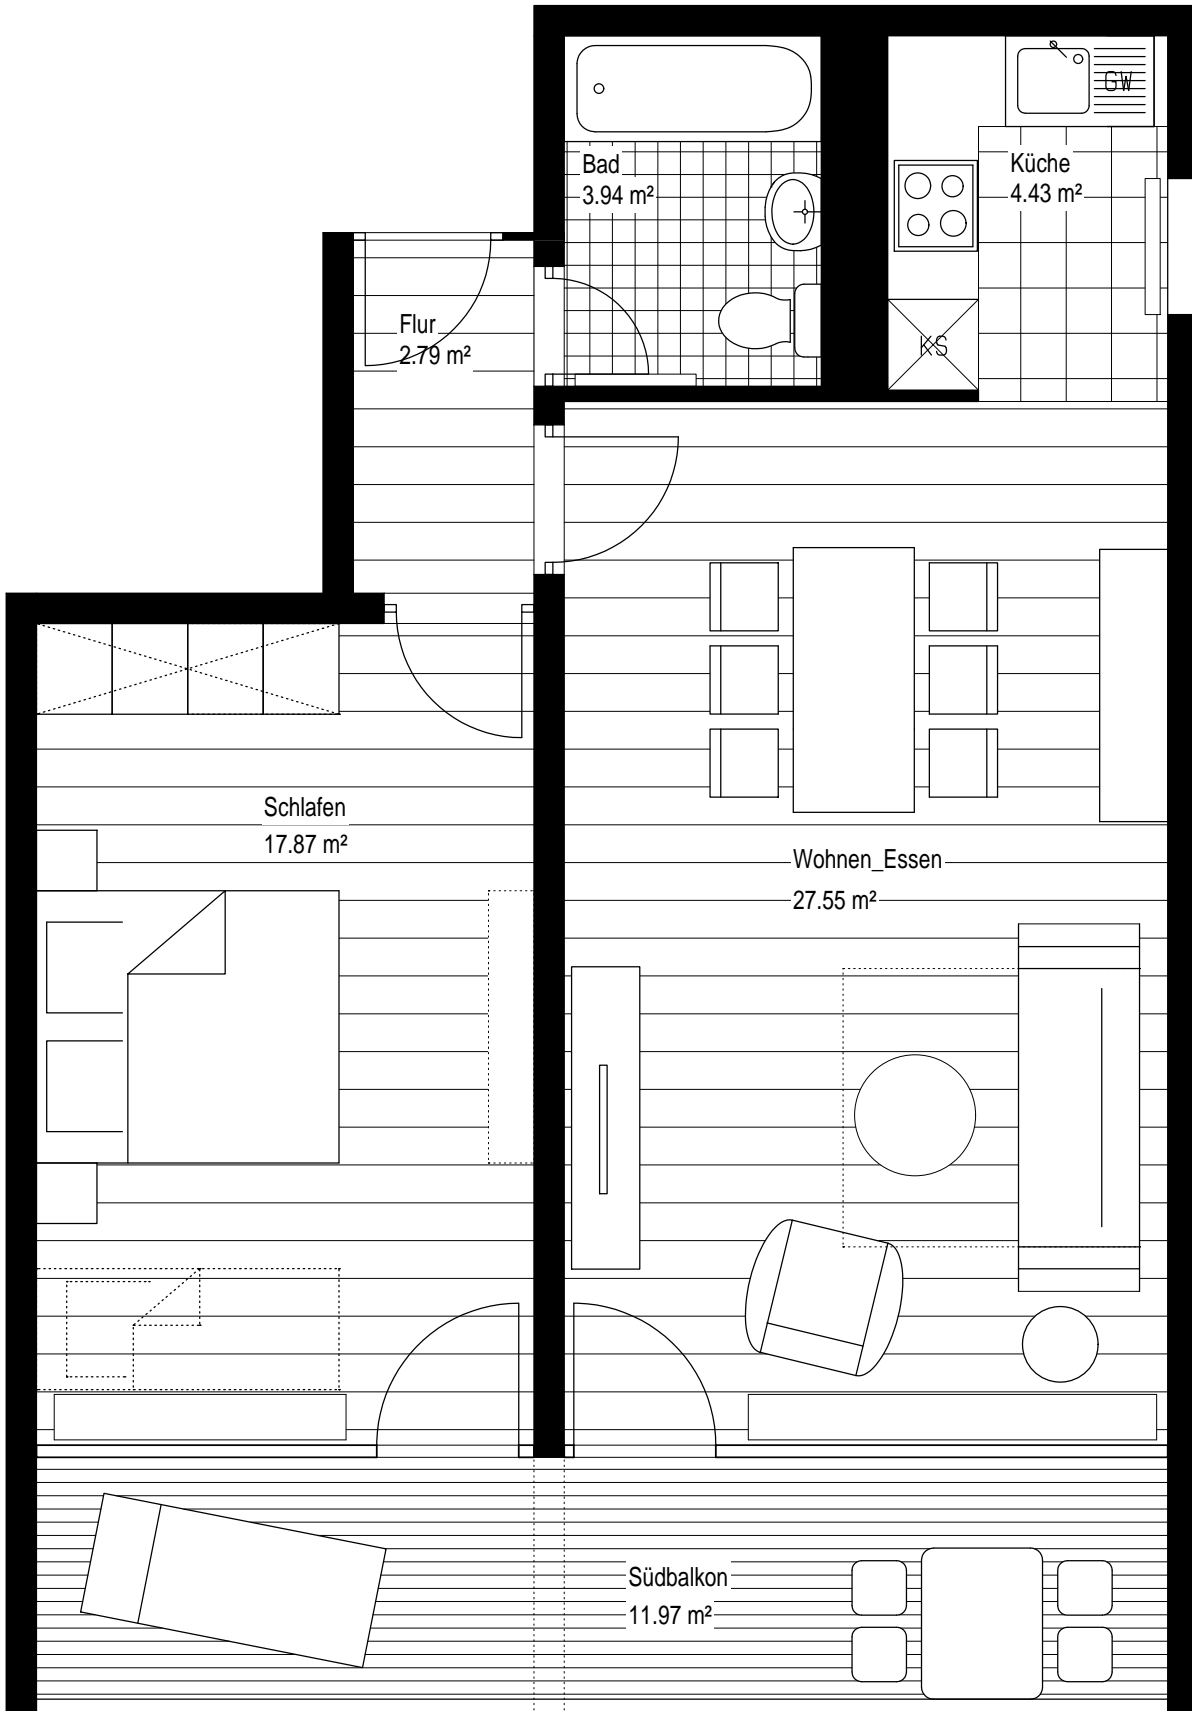 GW
Bad
3.94 m²
Küche
4.43 m²
Flur
2.79 m²
KS
Schlafen
17.87 m²
Wohnen_Essen
27.55 m²
Südbalkon
11.97 m²